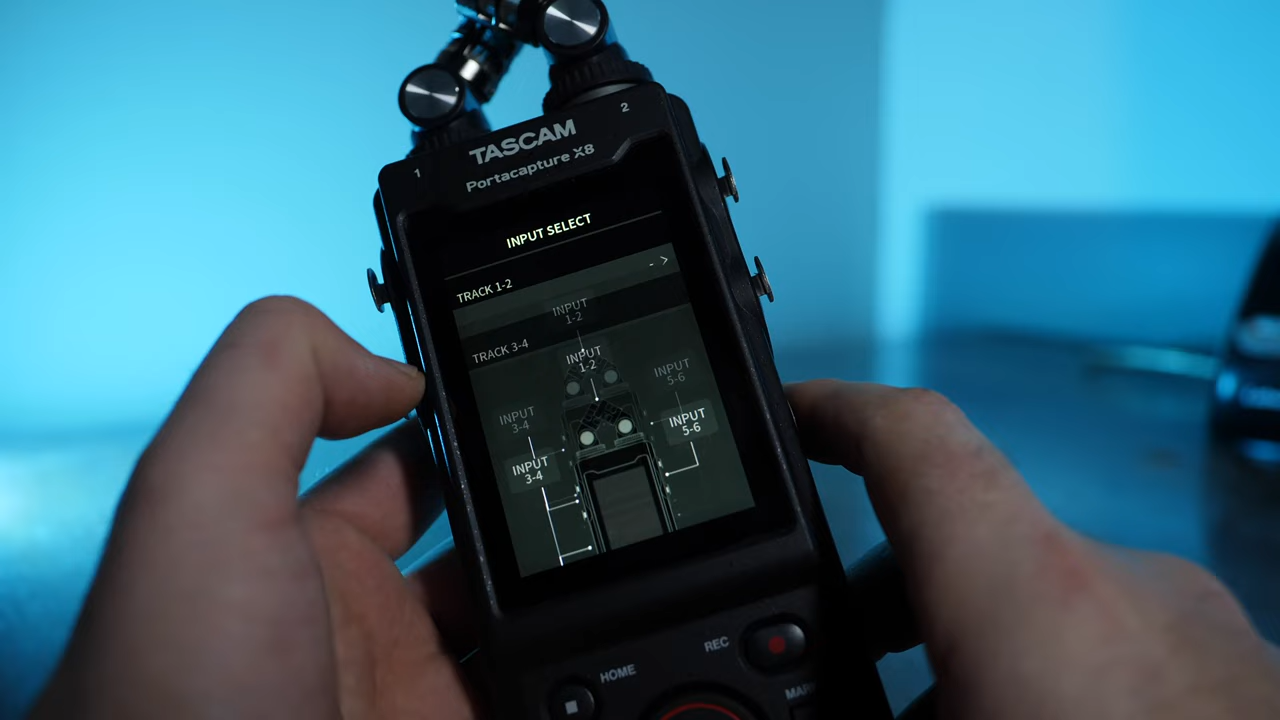 2
TASCAM
1
Portacapture X8
INPUT SELECT
TRACK 1-2
- >
INPUT
1-2
TRACK 3-4
INPUT
1-2
INPUT
5-6
INPUT
3-4
INPUT
5-6
INPUT
3-4
REC
HOME
MAR